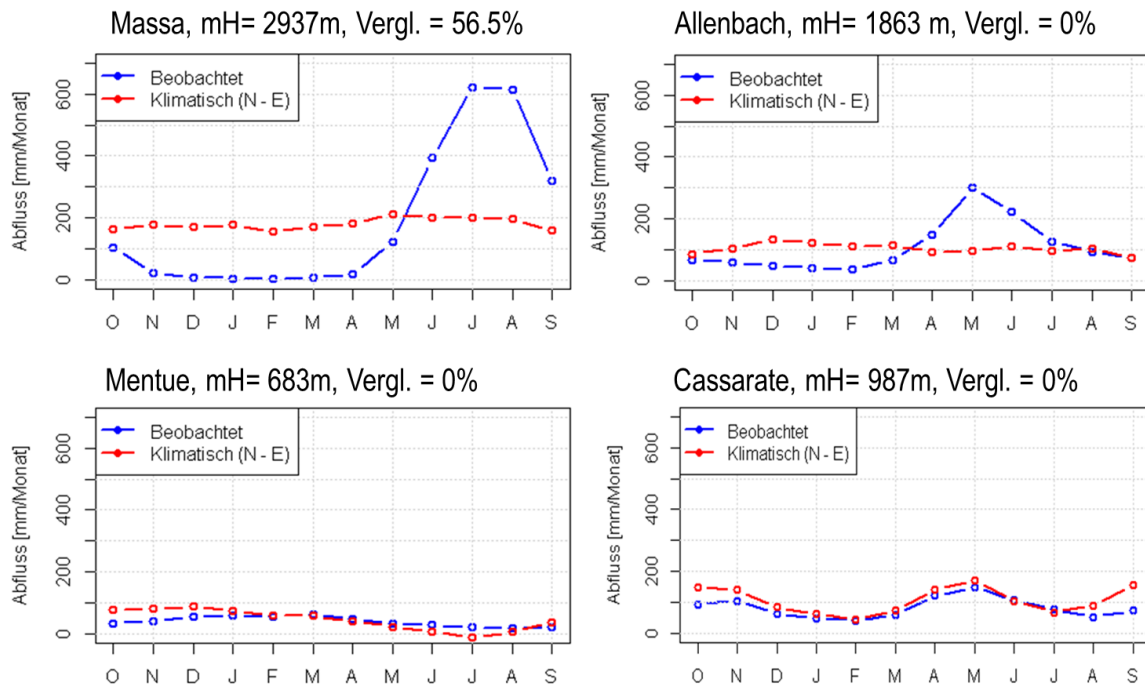 Massa, mH= 2937m, Vergl. = 56.5%
Beobachtet
Klimatisch (N - E)
Abfluss [mm/Monat]
0 200 400 600
O N D J F M A M J J A S
Allenbach, mH= 1863 m, Vergl. = 0%
Beobachtet
Klimatisch (N - E)
Abfluss [mm/Monat]
0 200 400 600
O N D J F M A M J J A S
Mentue, mH= 683m, Vergl. = 0%
Beobachtet
Klimatisch (N - E)
Abfluss [mm/Monat]
0 200 400 600
O N D J F M A M J J A S
Cassarate, mH= 987m, Vergl. = 0%
Beobachtet
Klimatisch (N - E)
Abfluss [mm/Monat]
0 200 400 600
O N D J F M A M J J A S